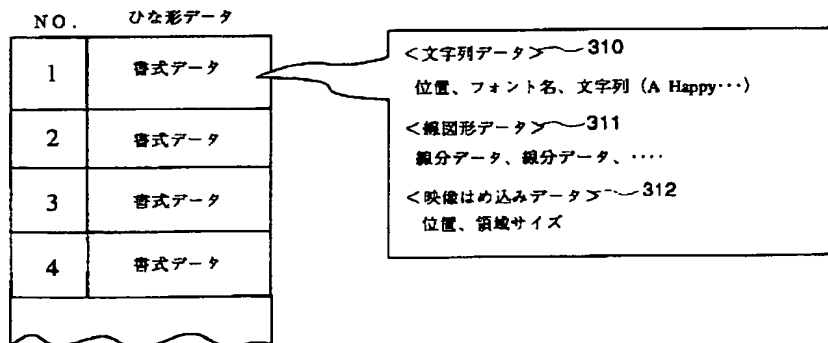 NO. ひな形データ
1 書式データ
2 書式データ
3 書式データ
4 書式データ
<文字列データ> 310
位置、フォント名、文字列 (A Happy・・・)
<線図形データ> 311
線分データ、線分データ、・・・・
<映像はめ込みデータ> 312
位置、領域サイズ